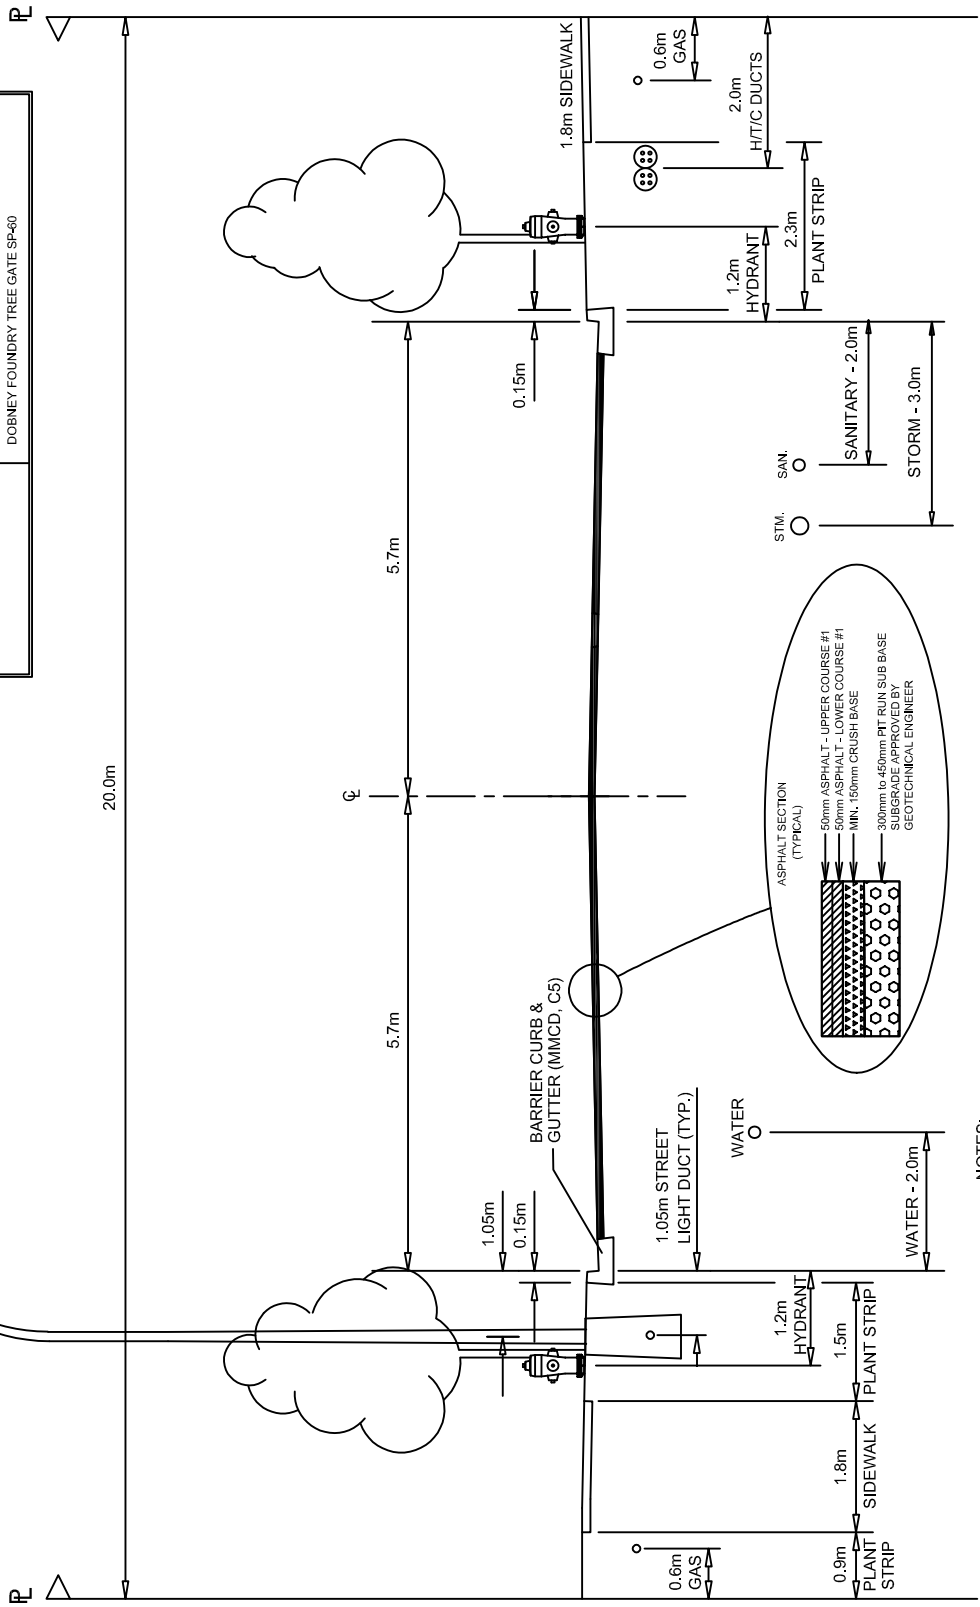 DOBNEY FOUNDRY TREE GATE SP-60
PL
PL
20.0m
CL
5.7m
5.7m
1.05m
0.15m
0.15m
BARRIER CURB &
GUTTER (MMCD, C5)
1.8m SIDEWALK
0.6m
GAS
1.05m STREET
LIGHT DUCT (TYP.)
WATER
0.6m
GAS
2.0m
H/T/C DUCTS
1.2m
HYDRANT
1.2m
HYDRANT
2.3m
PLANT STRIP
STM.
SAN.
ASPHALT SECTION
(TYPICAL)
50mm ASPHALT - UPPER COURSE #1
50mm ASPHALT - LOWER COURSE #1
MIN. 150mm CRUSH BASE
300mm to 450mm PIT RUN SUB BASE
SUBGRADE APPROVED BY
GEOTECHNICAL ENGINEER
0.9m
PLANT
STRIP
1.8m
SIDEWALK
1.5m
PLANT STRIP
WATER - 2.0m
SANITARY - 2.0m
STORM - 3.0m